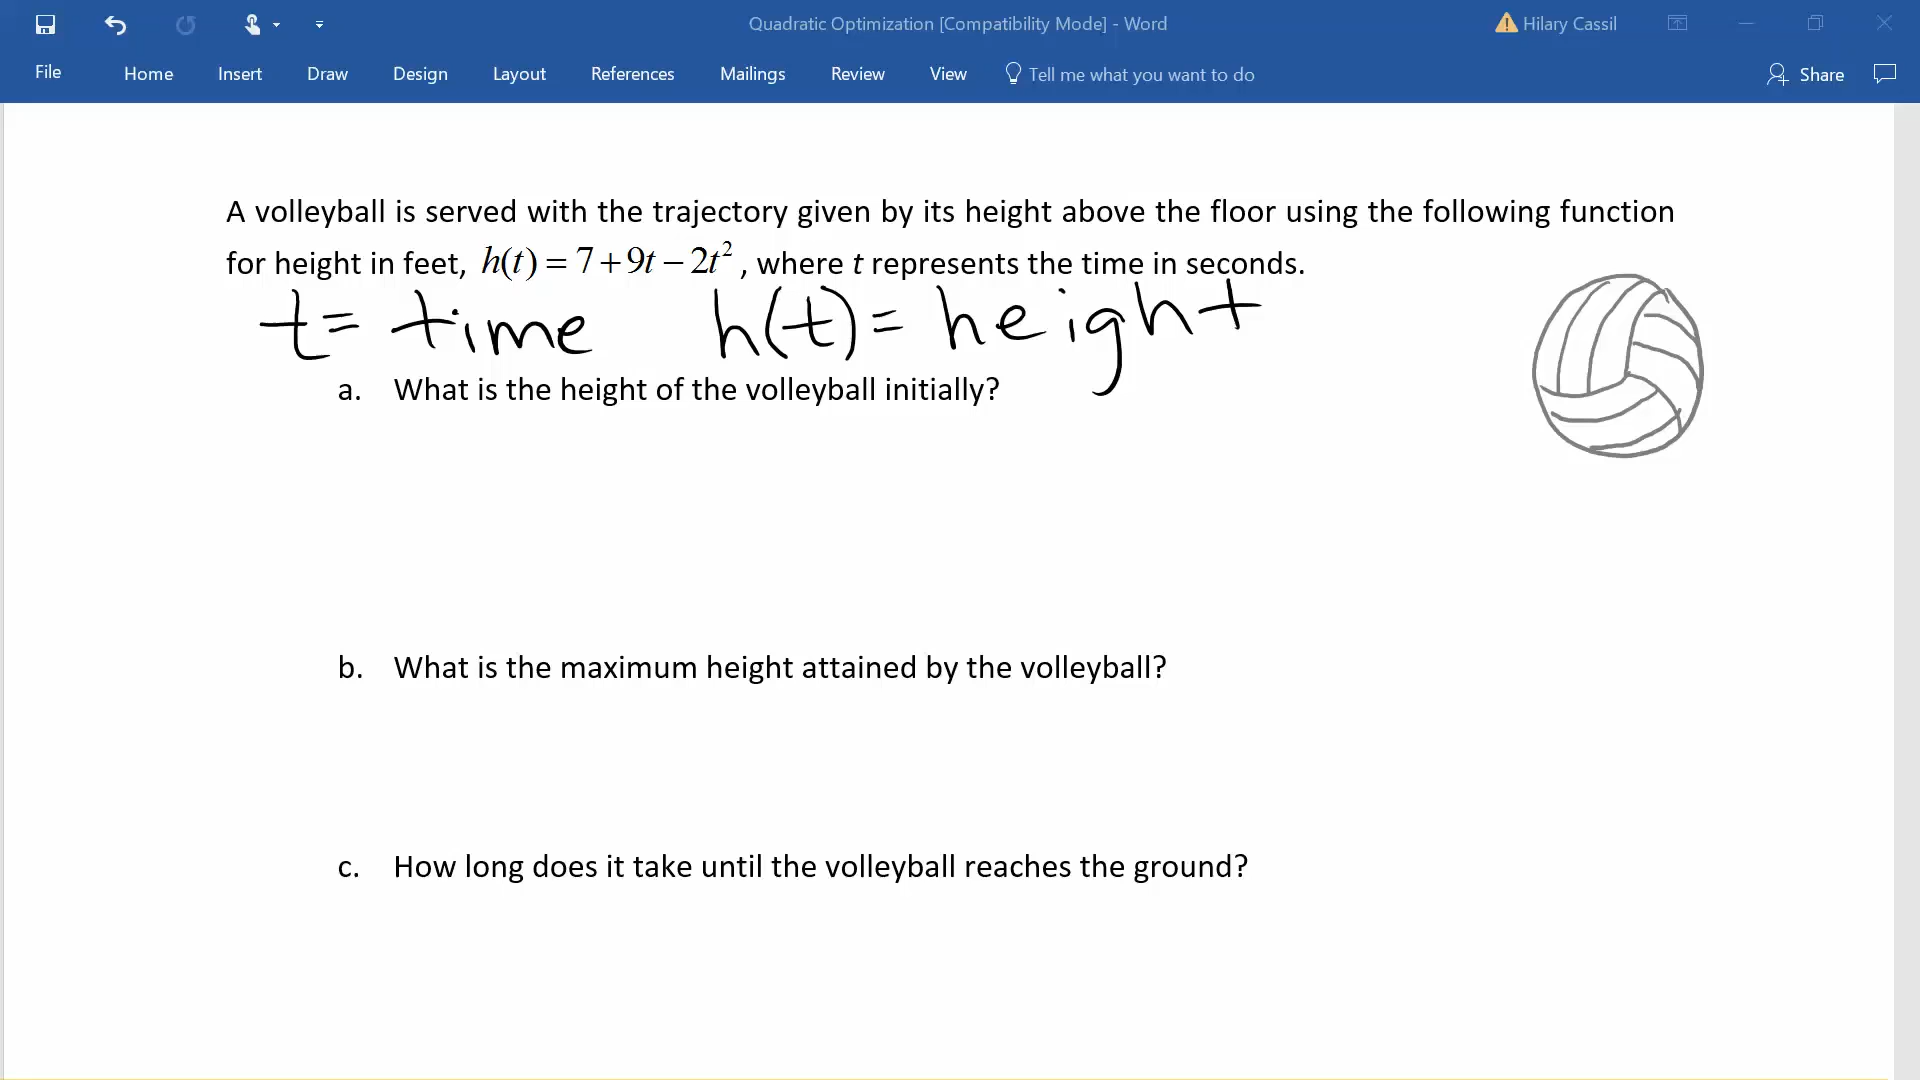 Quadratic Optimization [Compatibility Mode] - Word
Hilary Cassil
File Home Insert Draw Design Layout References Mailings Review View Tell me what you want to do Share
A volleyball is served with the trajectory given by its height above the floor using the following function
for height in feet, h(t) = 7 + 9t − 2t², where t represents the time in seconds.
t = time h(t) = height
a. What is the height of the volleyball initially?
b. What is the maximum height attained by the volleyball?
c. How long does it take until the volleyball reaches the ground?